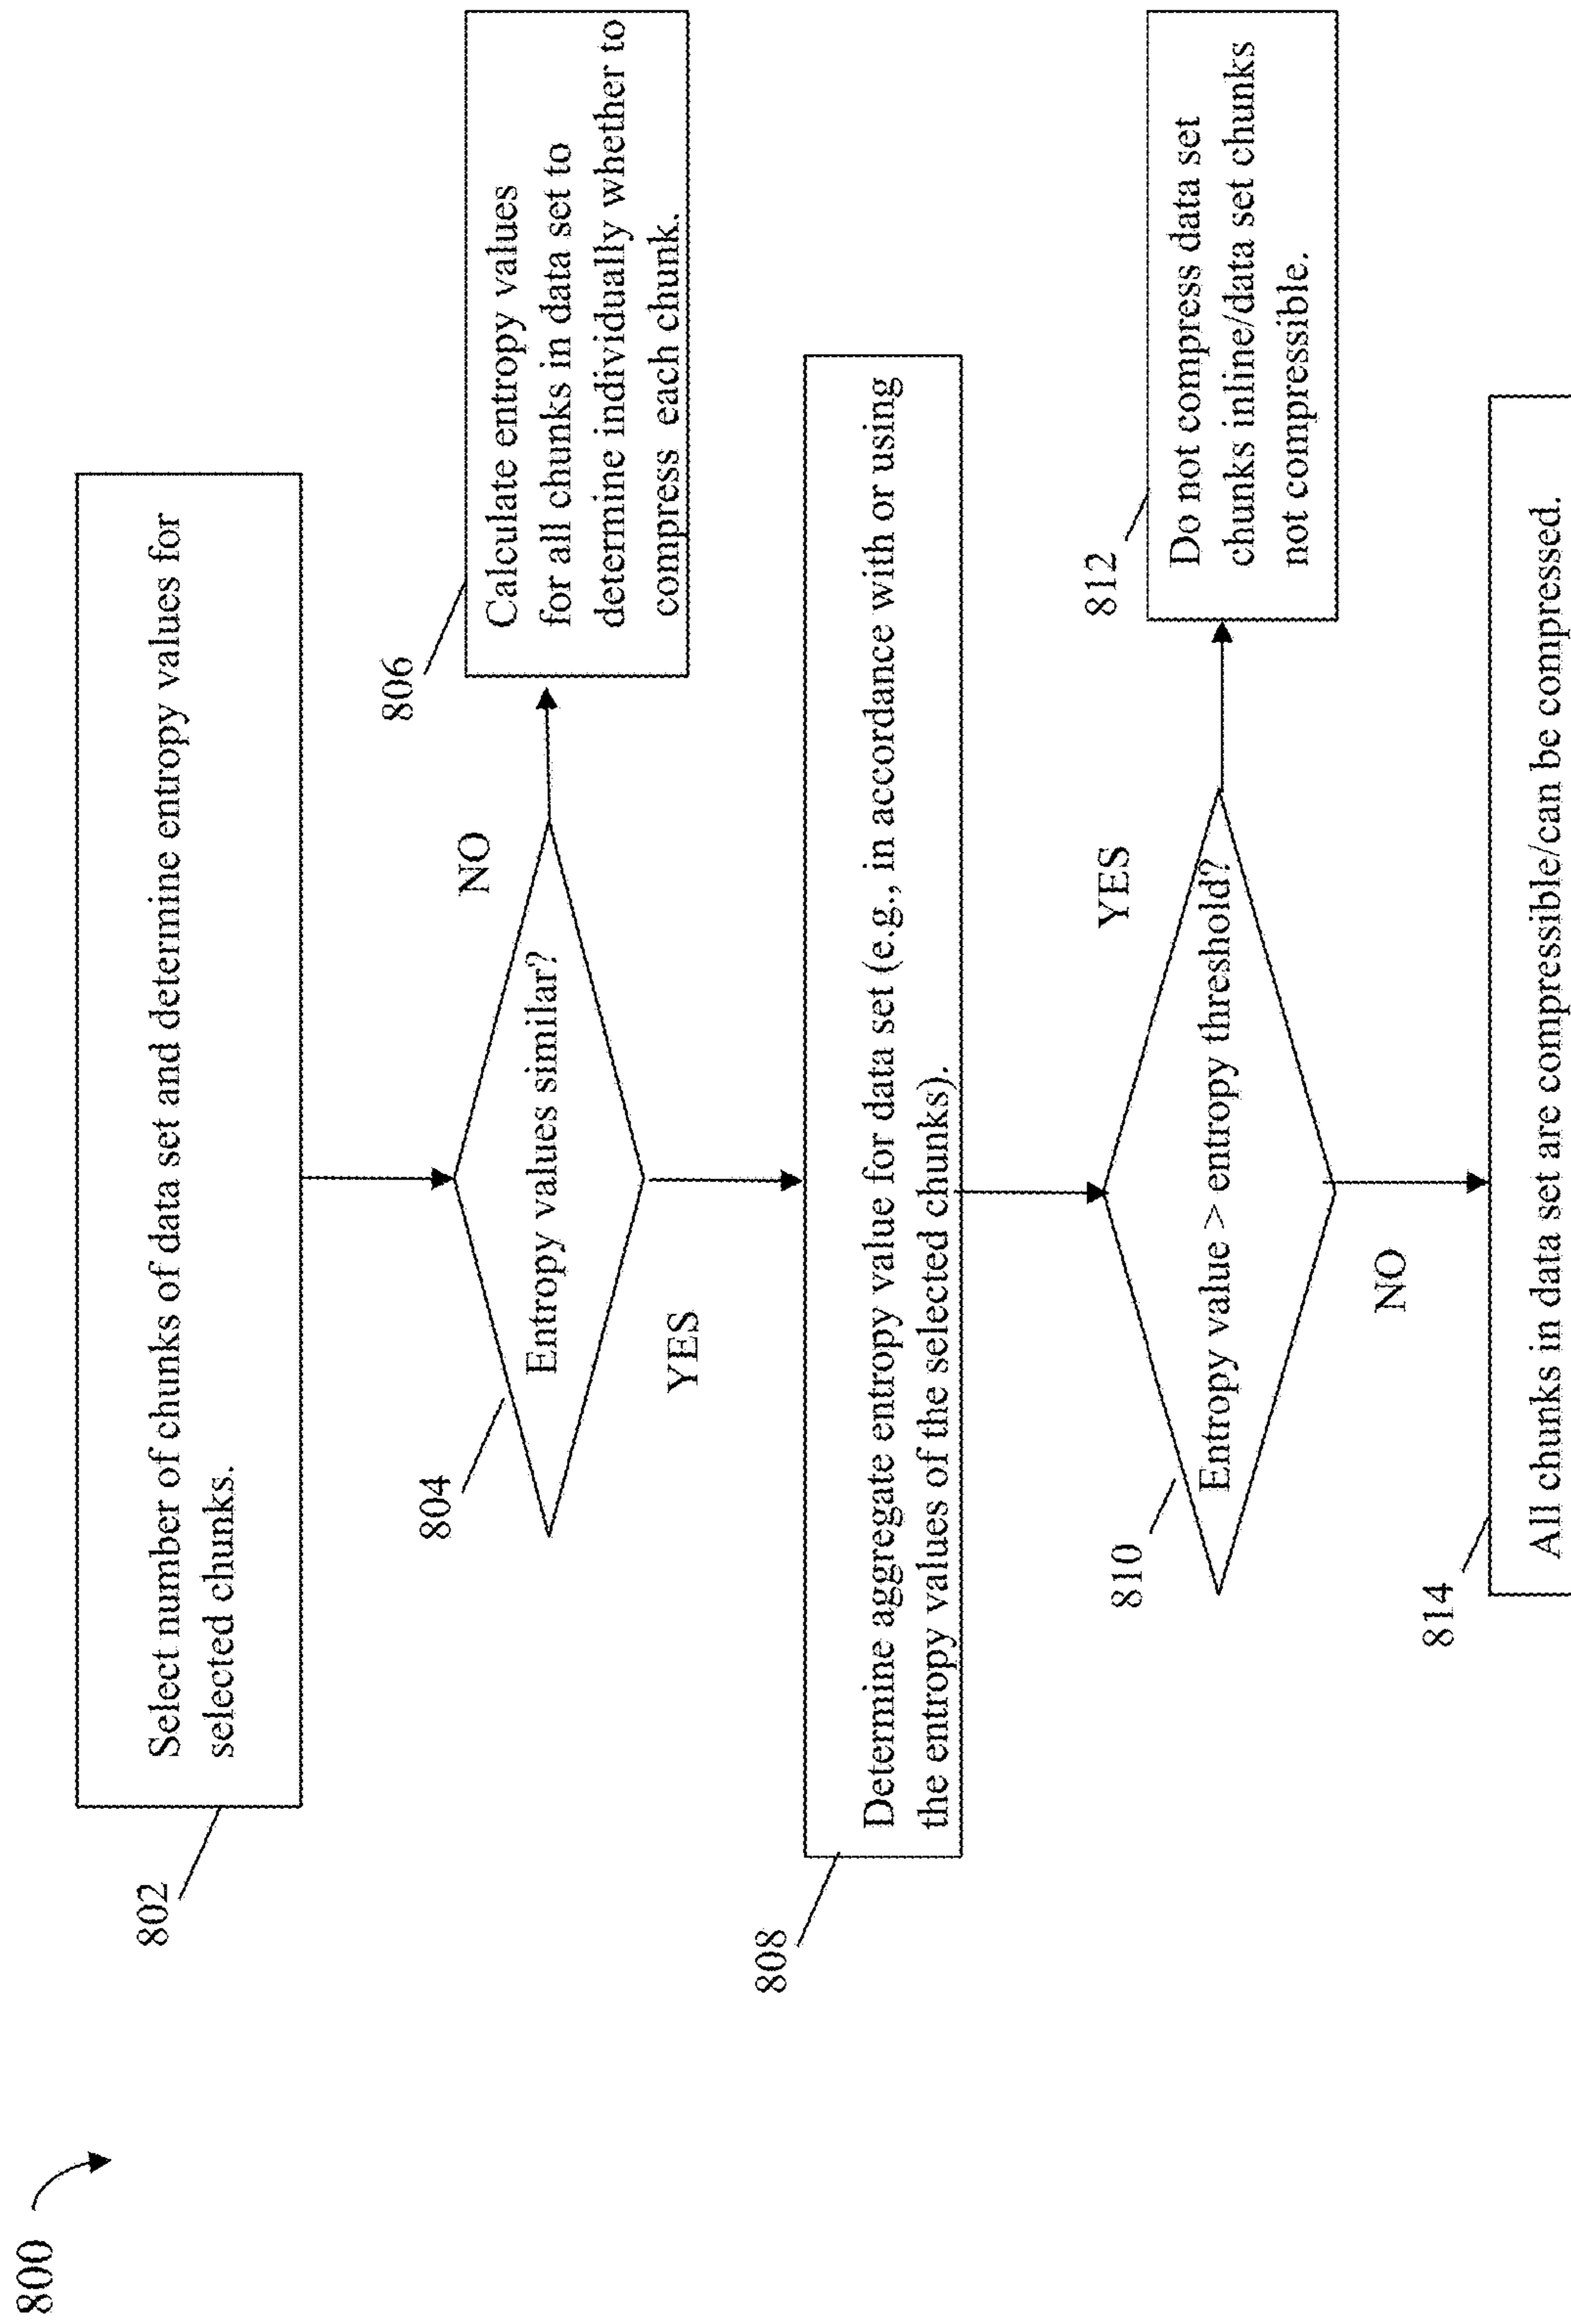 800
802
Select number of chunks of data set and determine entropy values for
selected chunks.
804
Entropy values similar?
NO
YES
806
Calculate entropy values
for all chunks in data set to
determine individually whether to
compress each chunk.
808
Determine aggregate entropy value for data set (e.g., in accordance with or using
the entropy values of the selected chunks).
810
Entropy value > entropy threshold?
YES
NO
812
Do not compress data set
chunks inline/data set chunks
not compressible.
814
All chunks in data set are compressible/can be compressed.